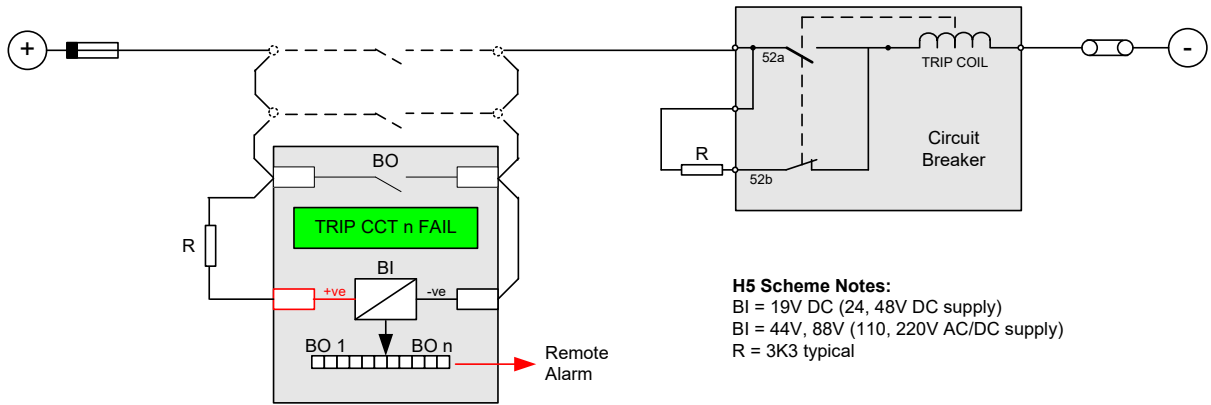 +
52a
TRIP COIL
-
R
52b
Circuit
Breaker
BO
TRIP CCT n FAIL
R
BI
+ve
-ve
BO 1
BO n
Remote
Alarm
H5 Scheme Notes:
BI = 19V DC (24, 48V DC supply)
BI = 44V, 88V (110, 220V AC/DC supply)
R = 3K3 typical